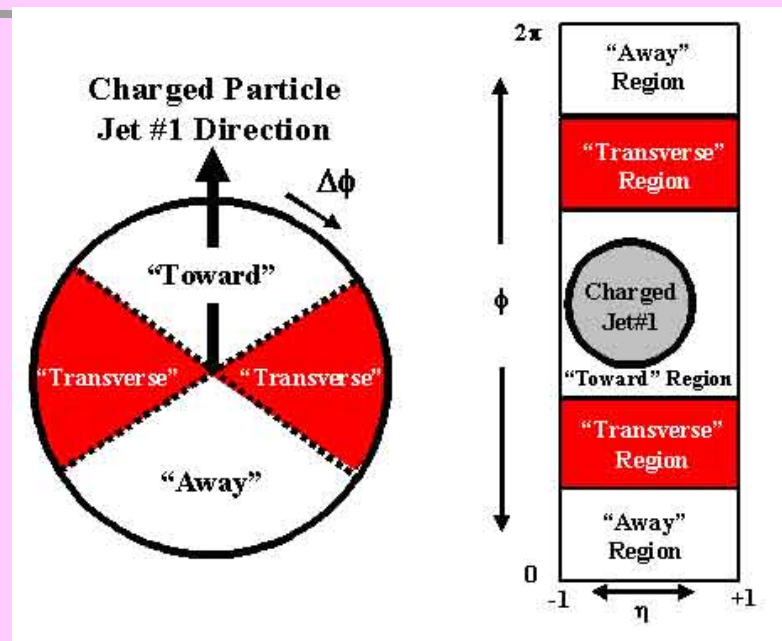 Charged Particle
Jet #1 Direction
Δϕ
“Toward”
“Transverse”
“Transverse”
“Away”
2π
“Away”
Region
“Transverse”
Region
ϕ
Charged
Jet#1
“Toward” Region
“Transverse”
Region
“Away”
Region
0
-1
η
+1